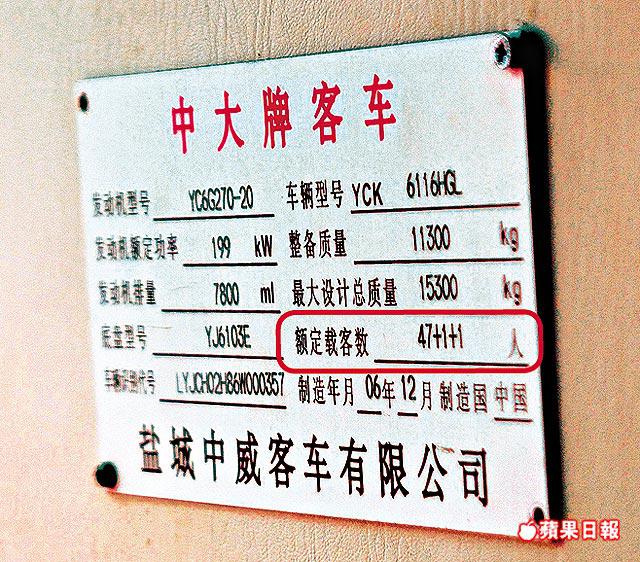 中大牌客车
发动机型号 YC6G270-20 车辆型号 YCK 6116HGL
发动机额定功率 199 kW 整备质量 11300 kg
发动机排量 7800 ml 最大设计总质量 15300 kg
底盘型号 YJ6103E 额定载客数 47+1+1 人
车辆识别代号 LYJCH02H86W000357 制造年月 06年12月 制造国 中国
盐城中威客车有限公司
蘋果日報